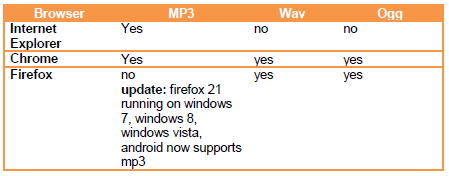 Browser MP3 Wav Ogg
Internet Explorer Yes no no
Chrome Yes yes yes
Firefox no yes yes
update: firefox 21
running on windows
7, windows 8,
windows vista,
android now supports
mp3